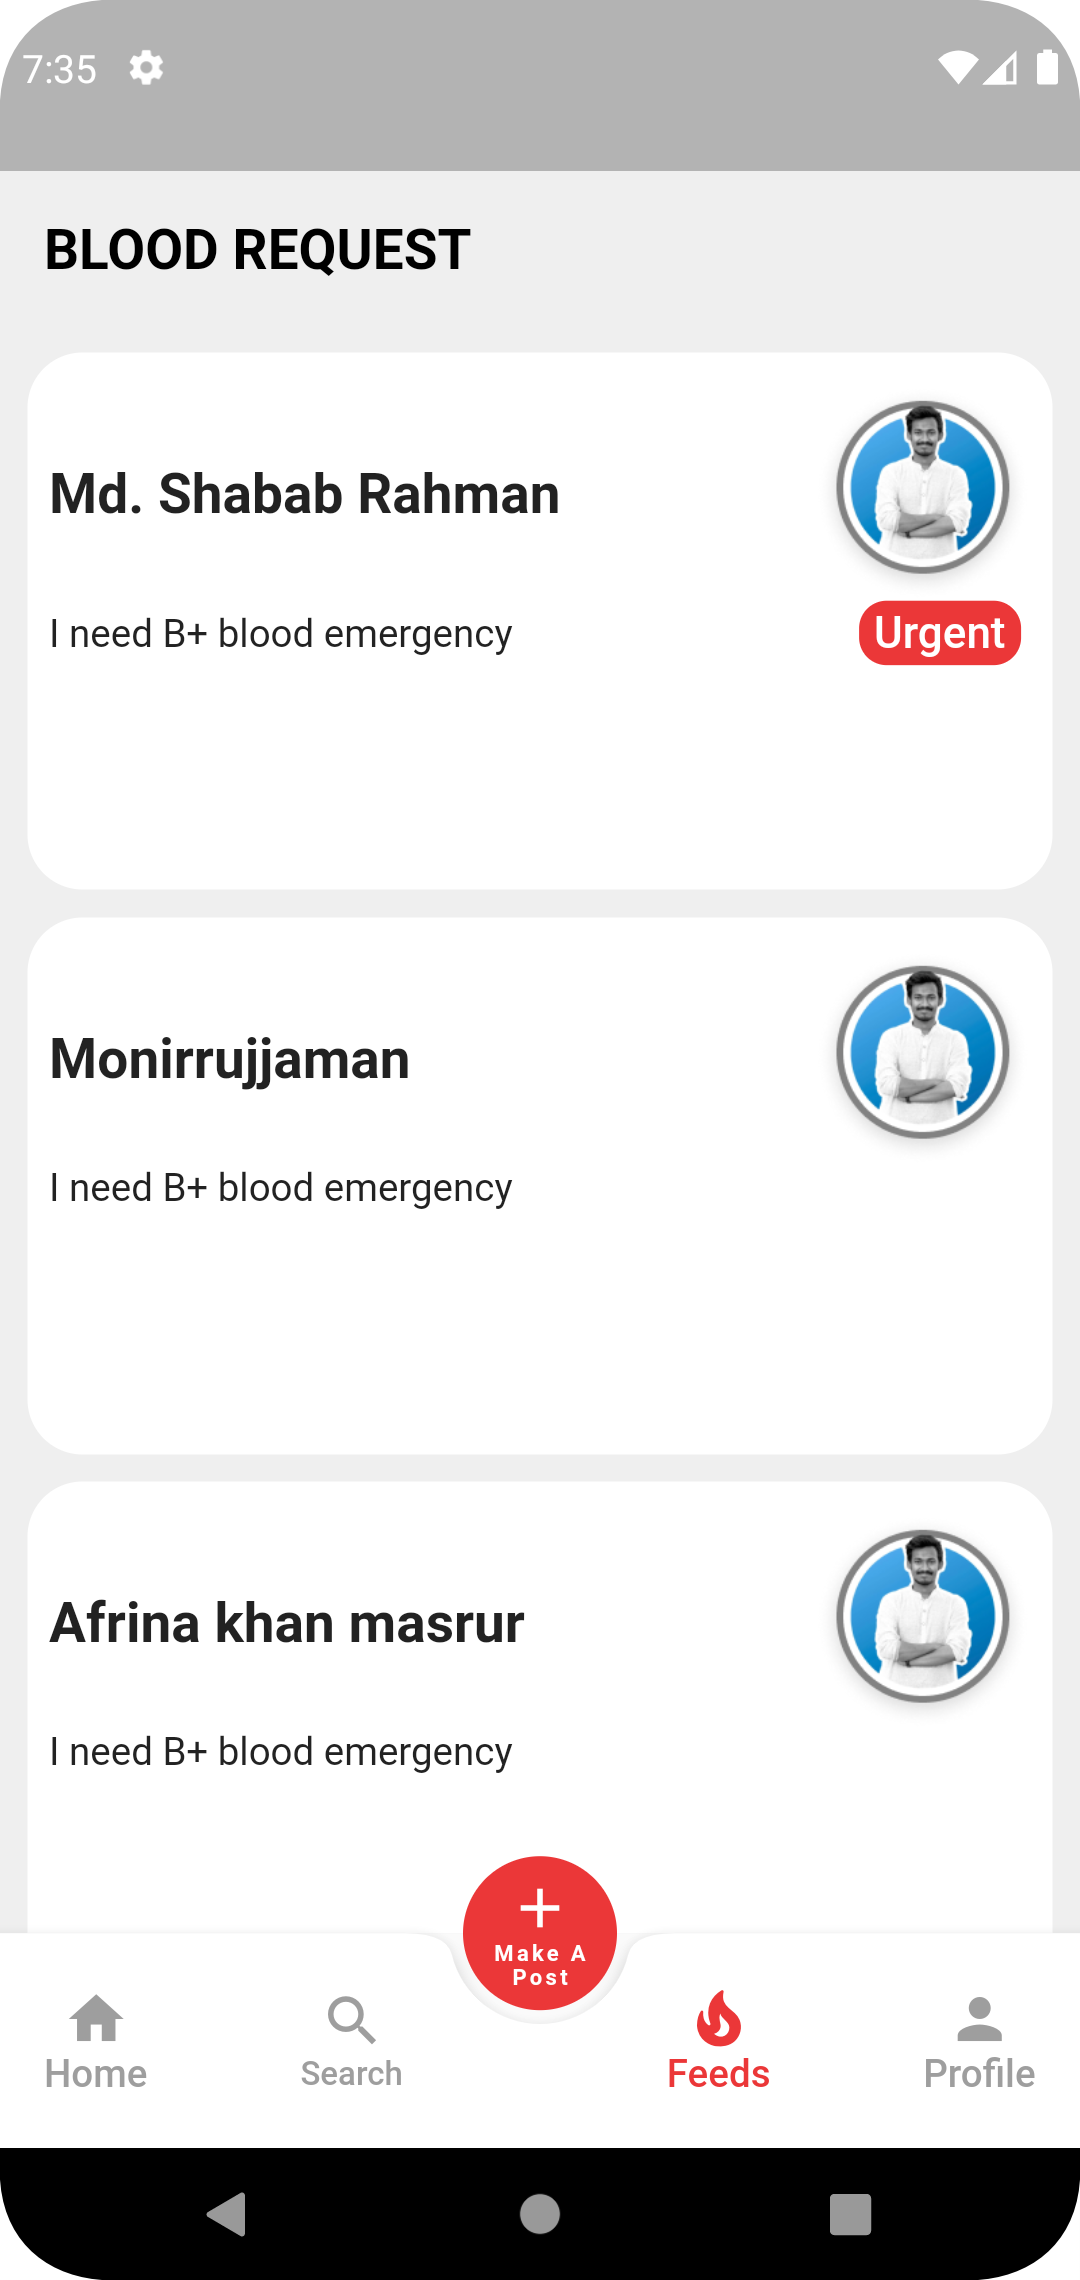 7:35
BLOOD REQUEST
Md. Shabab Rahman
I need B+ blood emergency
Urgent
Monirrujjaman
I need B+ blood emergency
Afrina khan masrur
I need B+ blood emergency
Make A
Post
Home
Search
Feeds
Profile